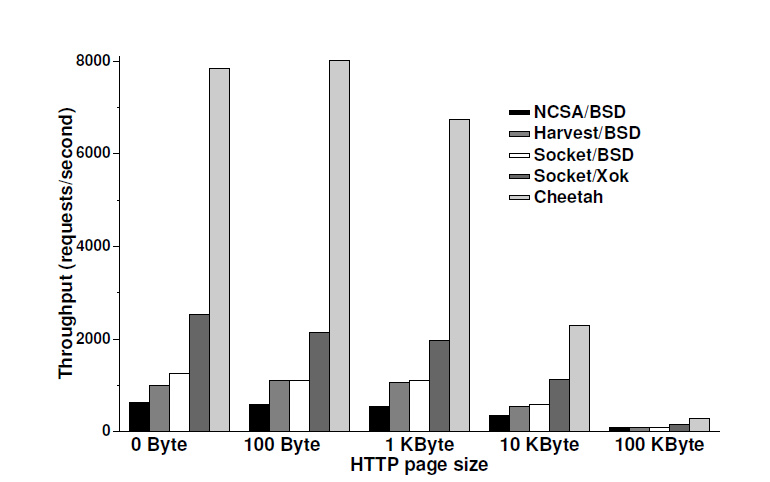 8000
6000
4000
2000
0
Throughput (requests/second)
NCSA/BSD
Harvest/BSD
Socket/BSD
Socket/Xok
Cheetah
0 Byte 100 Byte 1 KByte 10 KByte 100 KByte
HTTP page size